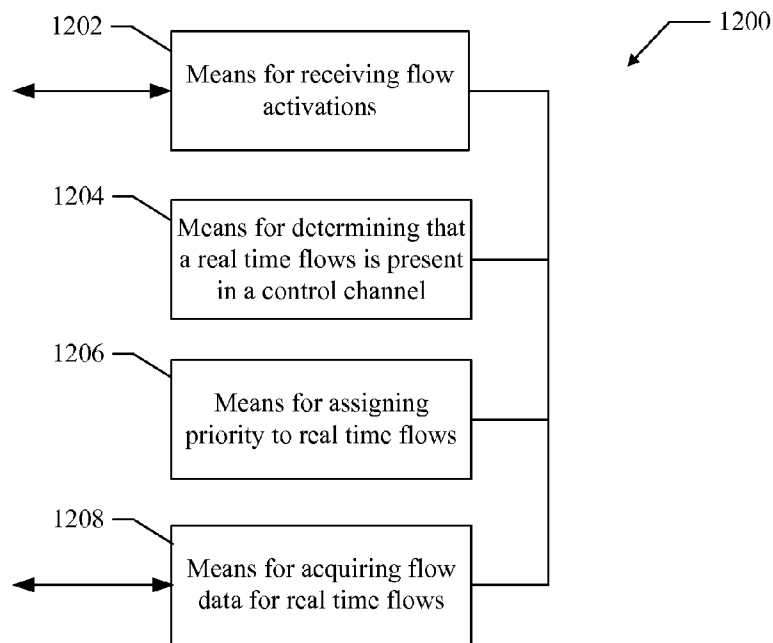 1200
1202
Means for receiving flow
activations
1204
Means for determining that
a real time flows is present
in a control channel
1206
Means for assigning
priority to real time flows
1208
Means for acquiring flow
data for real time flows